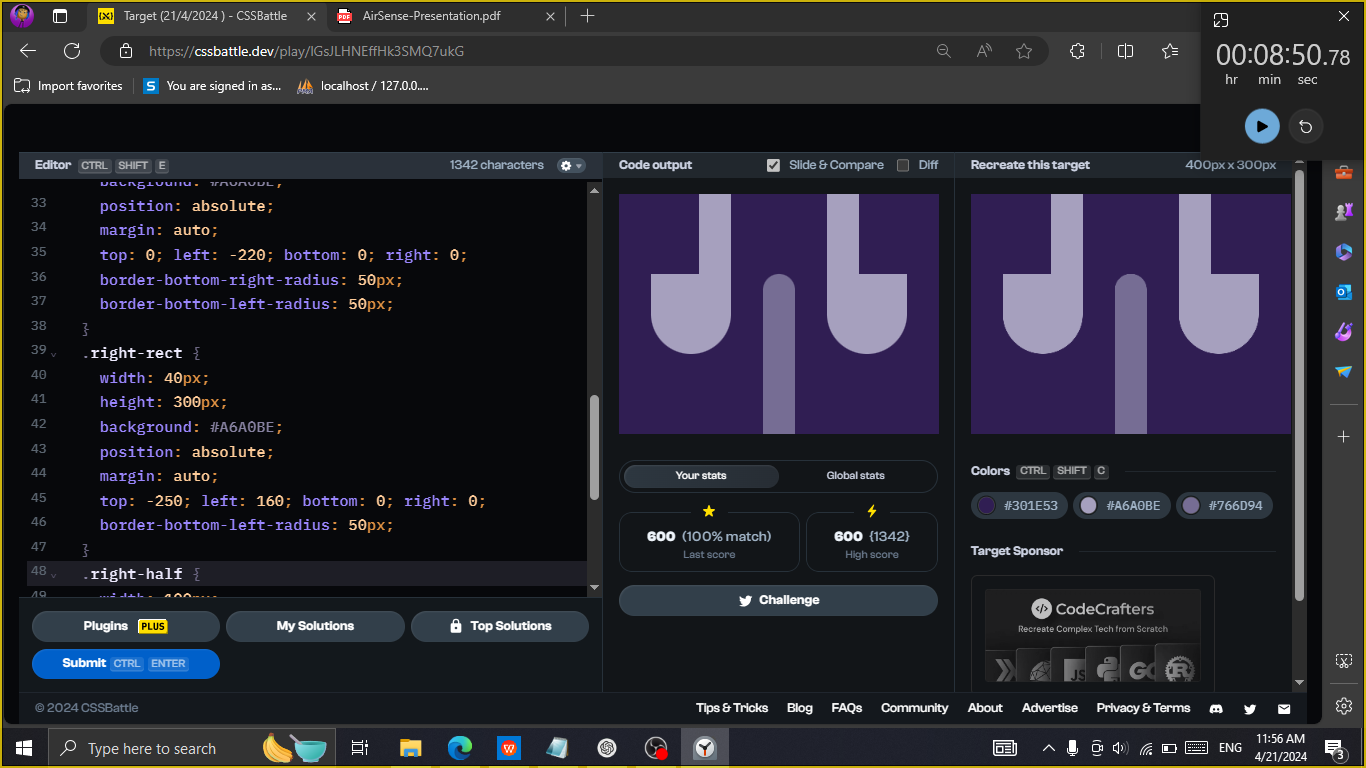 Target (21/4/2024 ) - CSSBattle
AirSense-Presentation.pdf
https://cssbattle.dev/play/IGsJLHNEffHk3SMQ7ukG
00:08:50.78
hr min sec
Import favorites
You are signed in as...
localhost / 127.0.0....
Editor CTRL SHIFT E
1342 characters
Code output
Slide & Compare
Diff
Recreate this target
400px x 300px
background: #A6A0BE;
33 position: absolute;
34 margin: auto;
35 top: 0; left: -220; bottom: 0; right: 0;
36 border-bottom-right-radius: 50px;
37 border-bottom-left-radius: 50px;
38 }
39 .right-rect {
40 width: 40px;
41 height: 300px;
42 background: #A6A0BE;
43 position: absolute;
44 margin: auto;
45 top: -250; left: 160; bottom: 0; right: 0;
46 border-bottom-left-radius: 50px;
47 }
48 .right-half {
49 width: 100px;
Plugins PLUS
My Solutions
Top Solutions
Submit CTRL ENTER
Your stats
Global stats
600 (100% match)
Last score
600 {1342}
High score
Challenge
Colors CTRL SHIFT C
#301E53
#A6A0BE
#766D94
Target Sponsor
CodeCrafters
Recreate Complex Tech from Scratch
JS
GO
© 2024 CSSBattle
Tips & Tricks
Blog
FAQs
Community
About
Advertise
Privacy & Terms
Type here to search
ENG
11:56 AM
4/21/2024
3